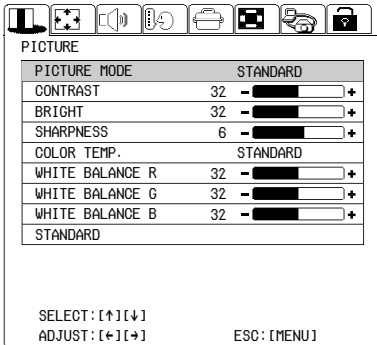 PICTURE
PICTURE MODE STANDARD
CONTRAST 32 - +
BRIGHT 32 - +
SHARPNESS 6 - +
COLOR TEMP. STANDARD
WHITE BALANCE R 32 - +
WHITE BALANCE G 32 - +
WHITE BALANCE B 32 - +
STANDARD
SELECT:[↑][↓]
ADJUST:[←][→] ESC:[MENU]